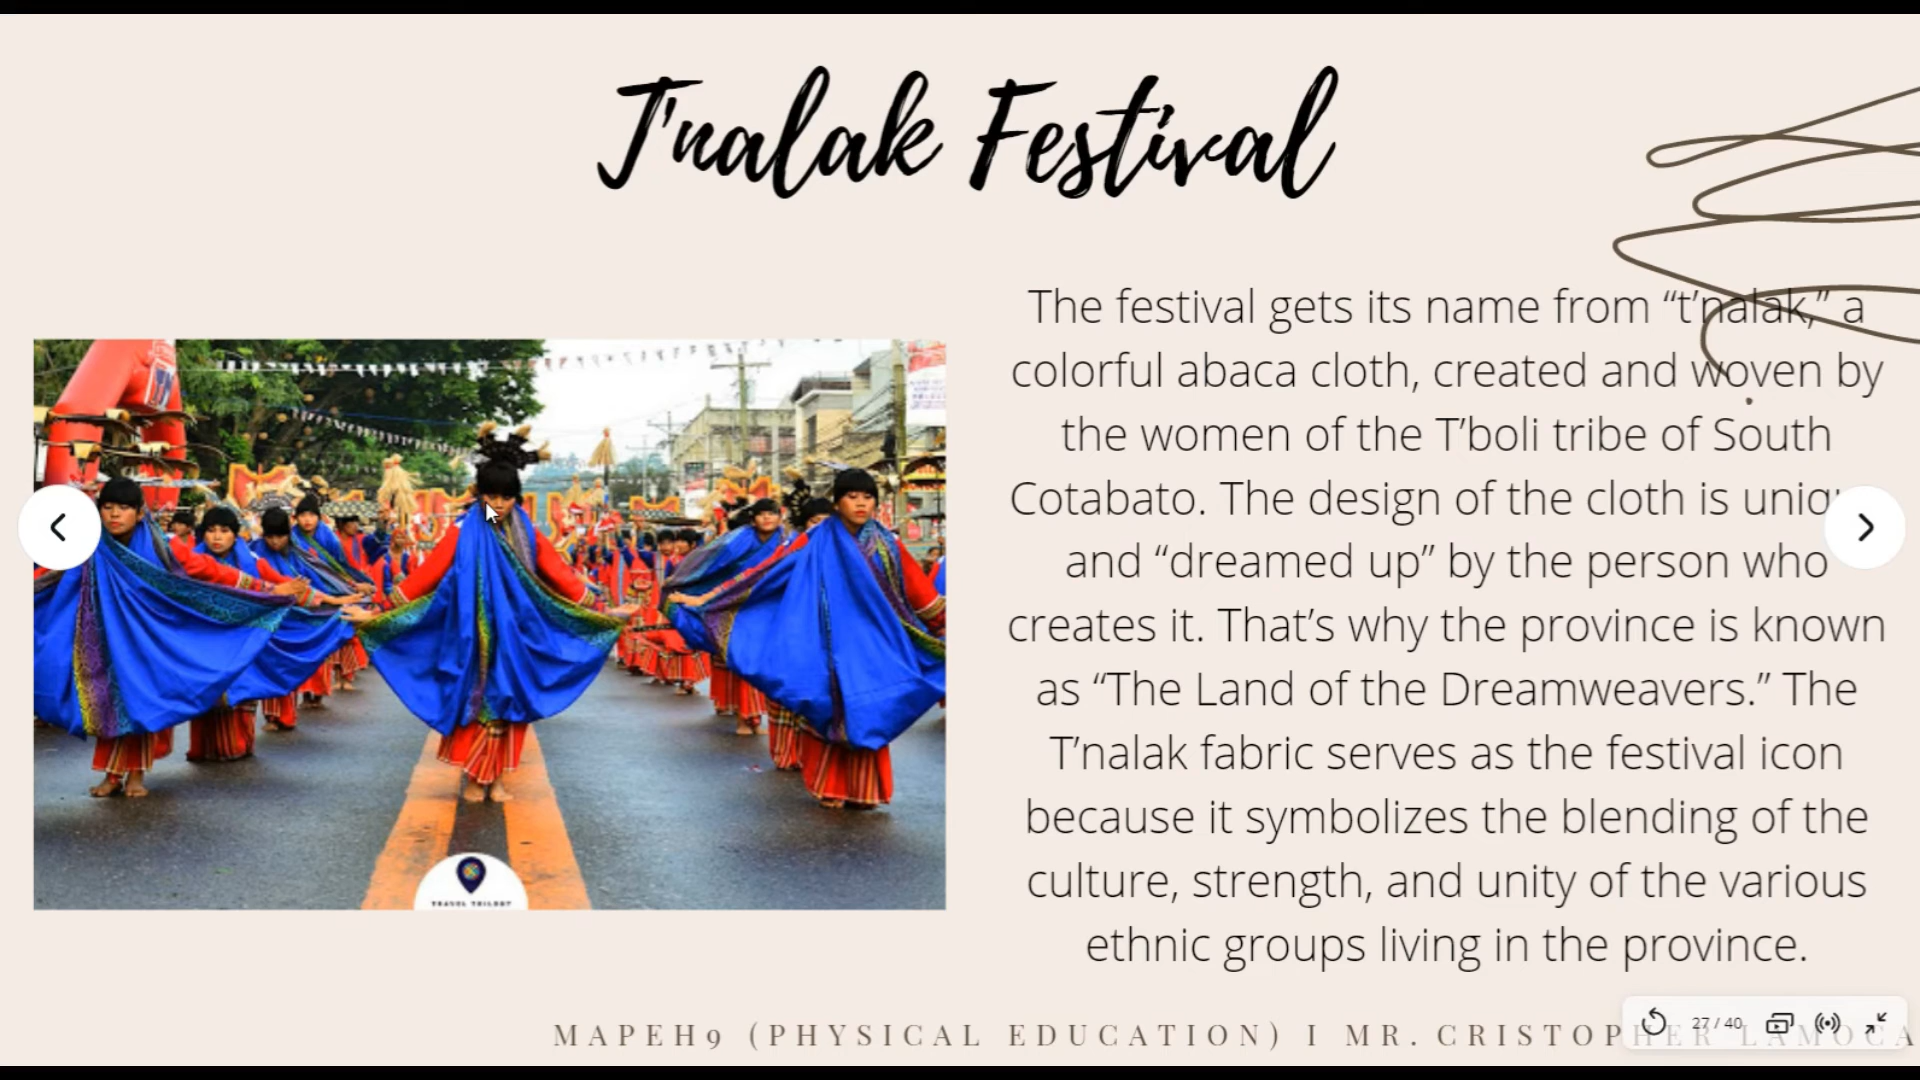 T'nalak Festival
The festival gets its name from “t’nalak,” a
colorful abaca cloth, created and woven by
the women of the T’boli tribe of South
Cotabato. The design of the cloth is
and “dreamed up” by the person who
creates it. That’s why the province is known
as “The Land of the Dreamweavers.” The
T’nalak fabric serves as the festival icon
because it symbolizes the blending of the
culture, strength, and unity of the various
ethnic groups living in the province.
TRAVEL TRILOGY
MAPEH9 (PHYSICAL EDUCATION) I MR. CRISTOPHER LAMOCA
27 / 40